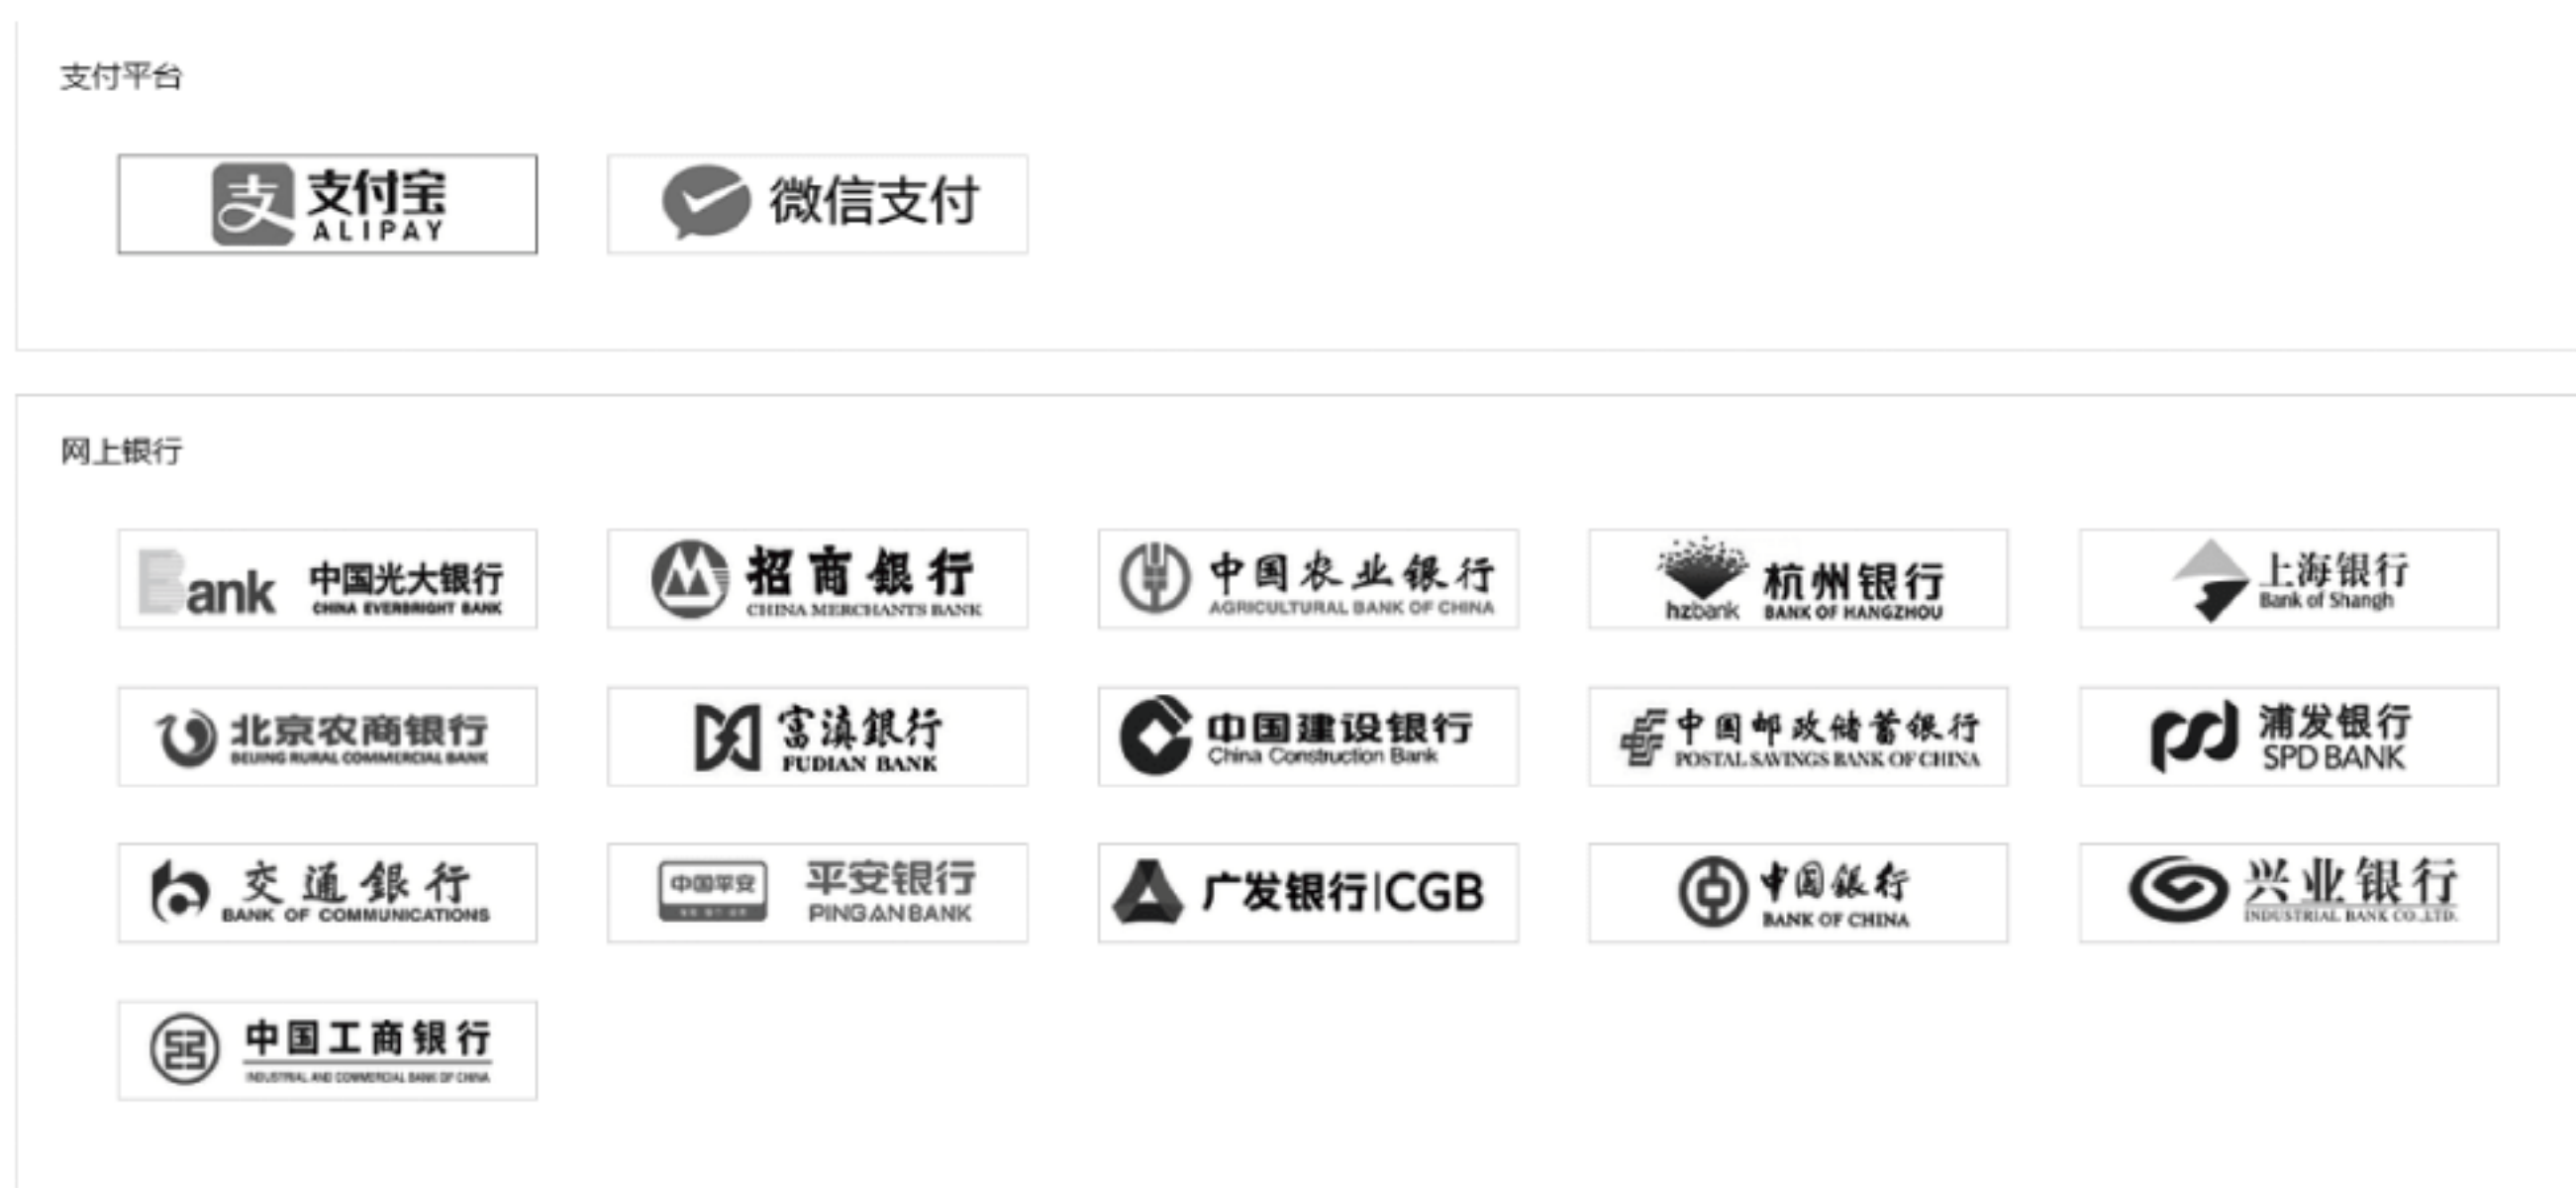 支付平台
支 支付宝
ALIPAY
微信支付
网上银行
Bank 中国光大银行
CHINA EVERBRIGHT BANK
招商銀行
CHINA MERCHANTS BANK
中国农业银行
AGRICULTURAL BANK OF CHINA
hzbank 杭州银行
BANK OF HANGZHOU
上海银行
Bank of Shangh
北京农商银行
BEIJING RURAL COMMERCIAL BANK
富滇銀行
FUDIAN BANK
中国建设银行
China Construction Bank
中国邮政储蓄银行
POSTAL SAVINGS BANK OF CHINA
浦发银行
SPD BANK
交通銀行
BANK OF COMMUNICATIONS
中国平安
平安银行
PING AN BANK
广发银行|CGB
中国銀行
BANK OF CHINA
兴业银行
INDUSTRIAL BANK CO.,LTD.
中国工商银行
INDUSTRIAL AND COMMERCIAL BANK OF CHINA